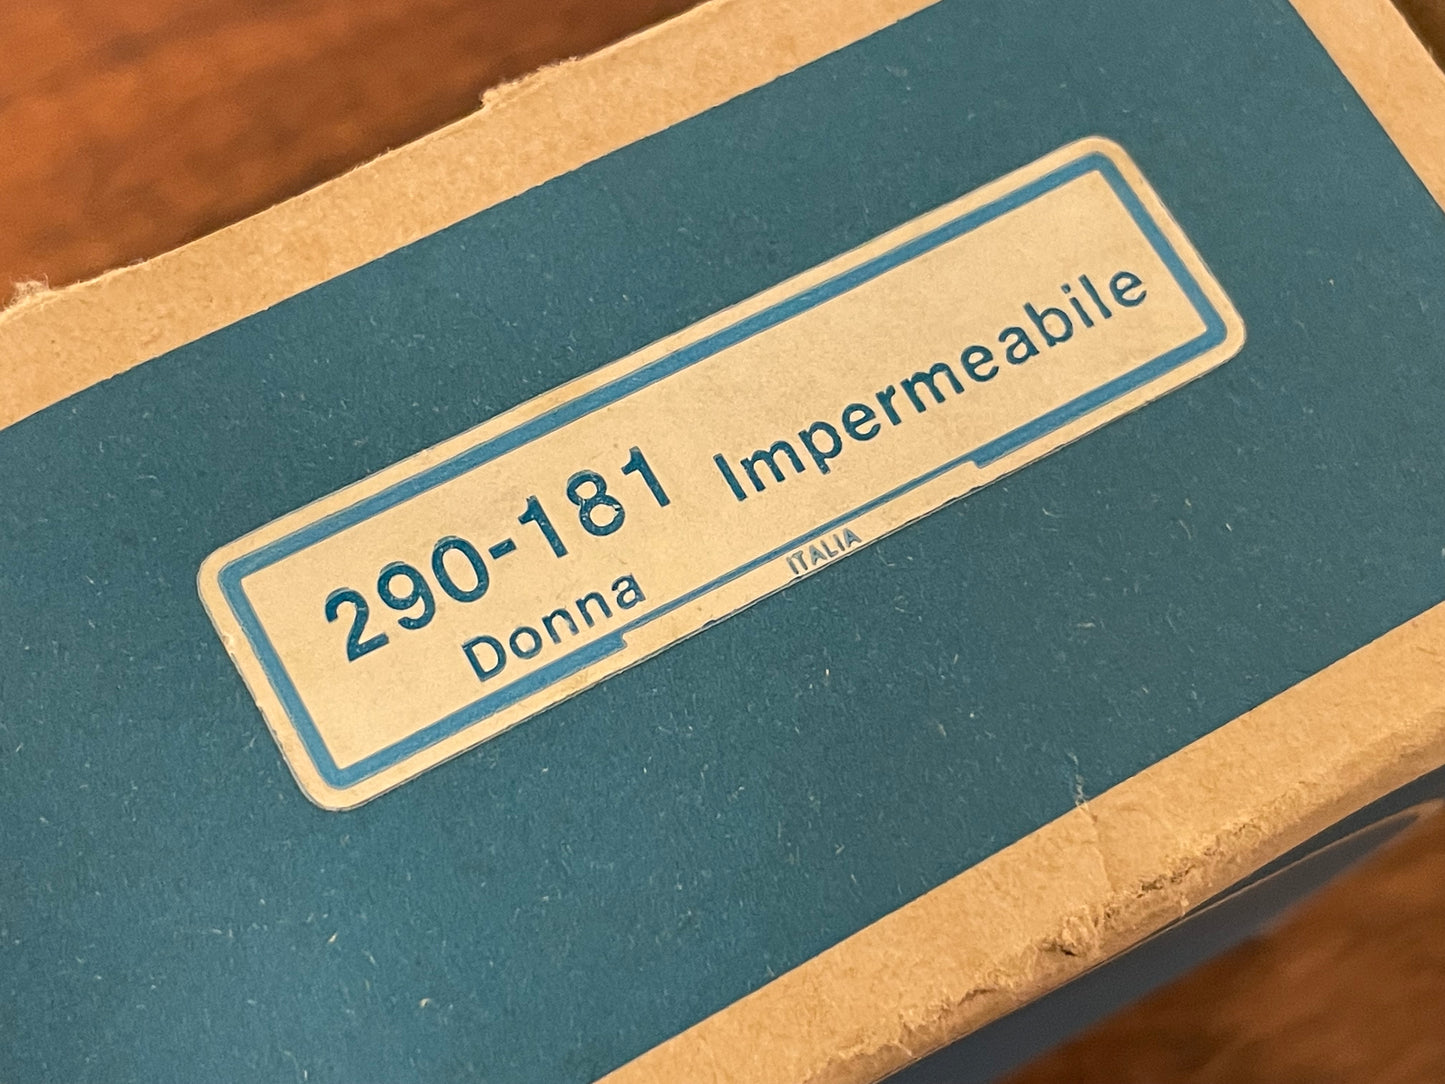 290-181 Impermeabile
Donna
ITALIA